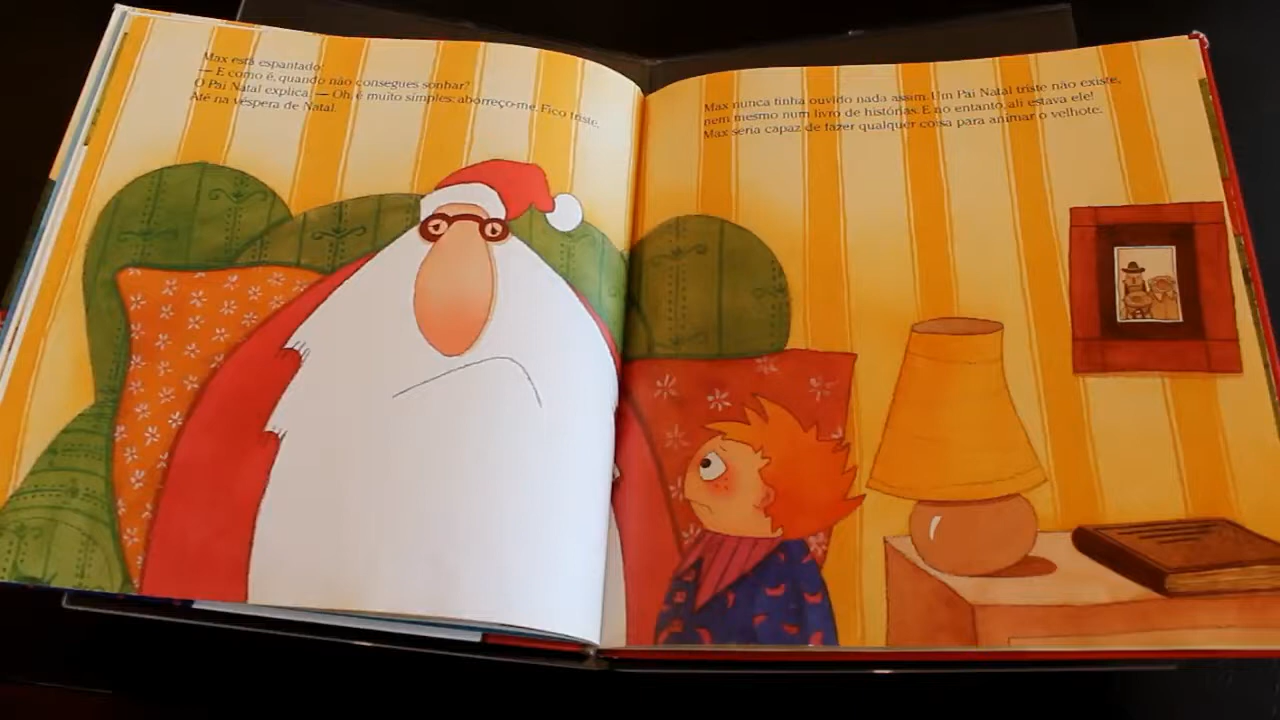 Max está espantado:
— E como é, quando não consegues sonhar?
O Pai Natal explica: — Oh, é muito simples: aborreço-me. Fico triste.
Até na véspera de Natal.
Max nunca tinha ouvido nada assim. Um Pai Natal triste não existe,
nem mesmo num livro de histórias. E no entanto, ali estava ele!
Max seria capaz de fazer qualquer coisa para animar o velhote.